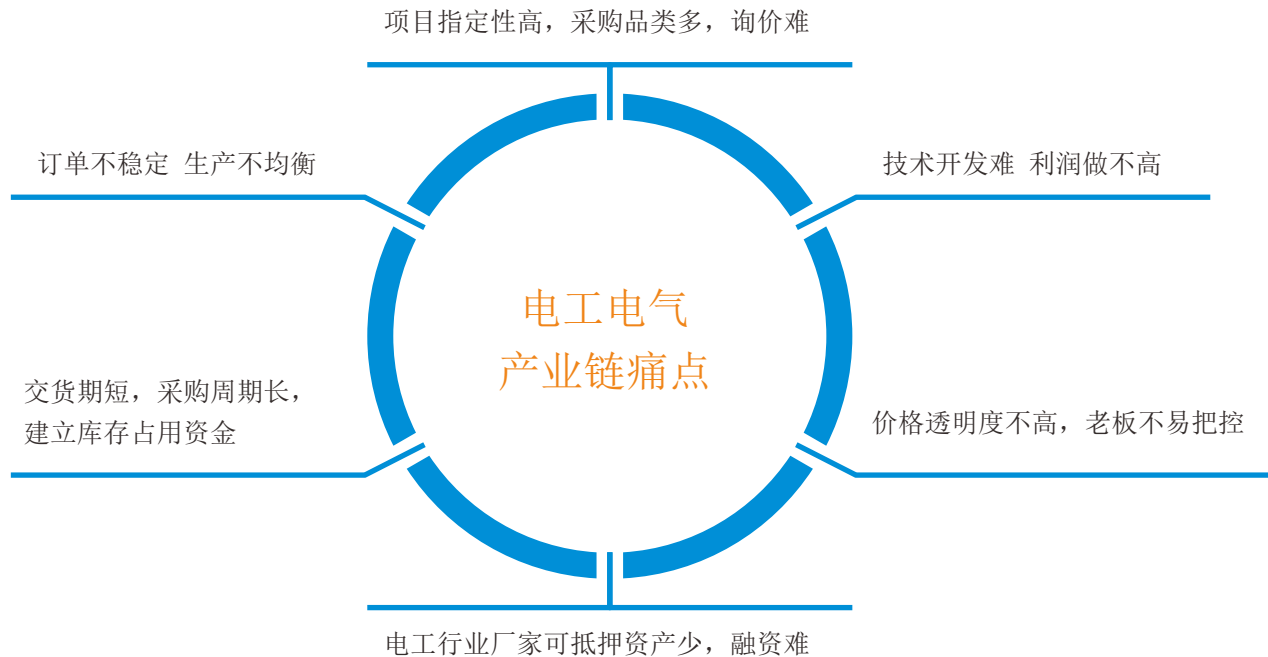 项目指定性高，采购品类多，询价难
订单不稳定 生产不均衡
技术开发难 利润做不高
电工电气
产业链痛点
交货期短，采购周期长，
建立库存占用资金
价格透明度不高，老板不易把控
电工行业厂家可抵押资产少，融资难